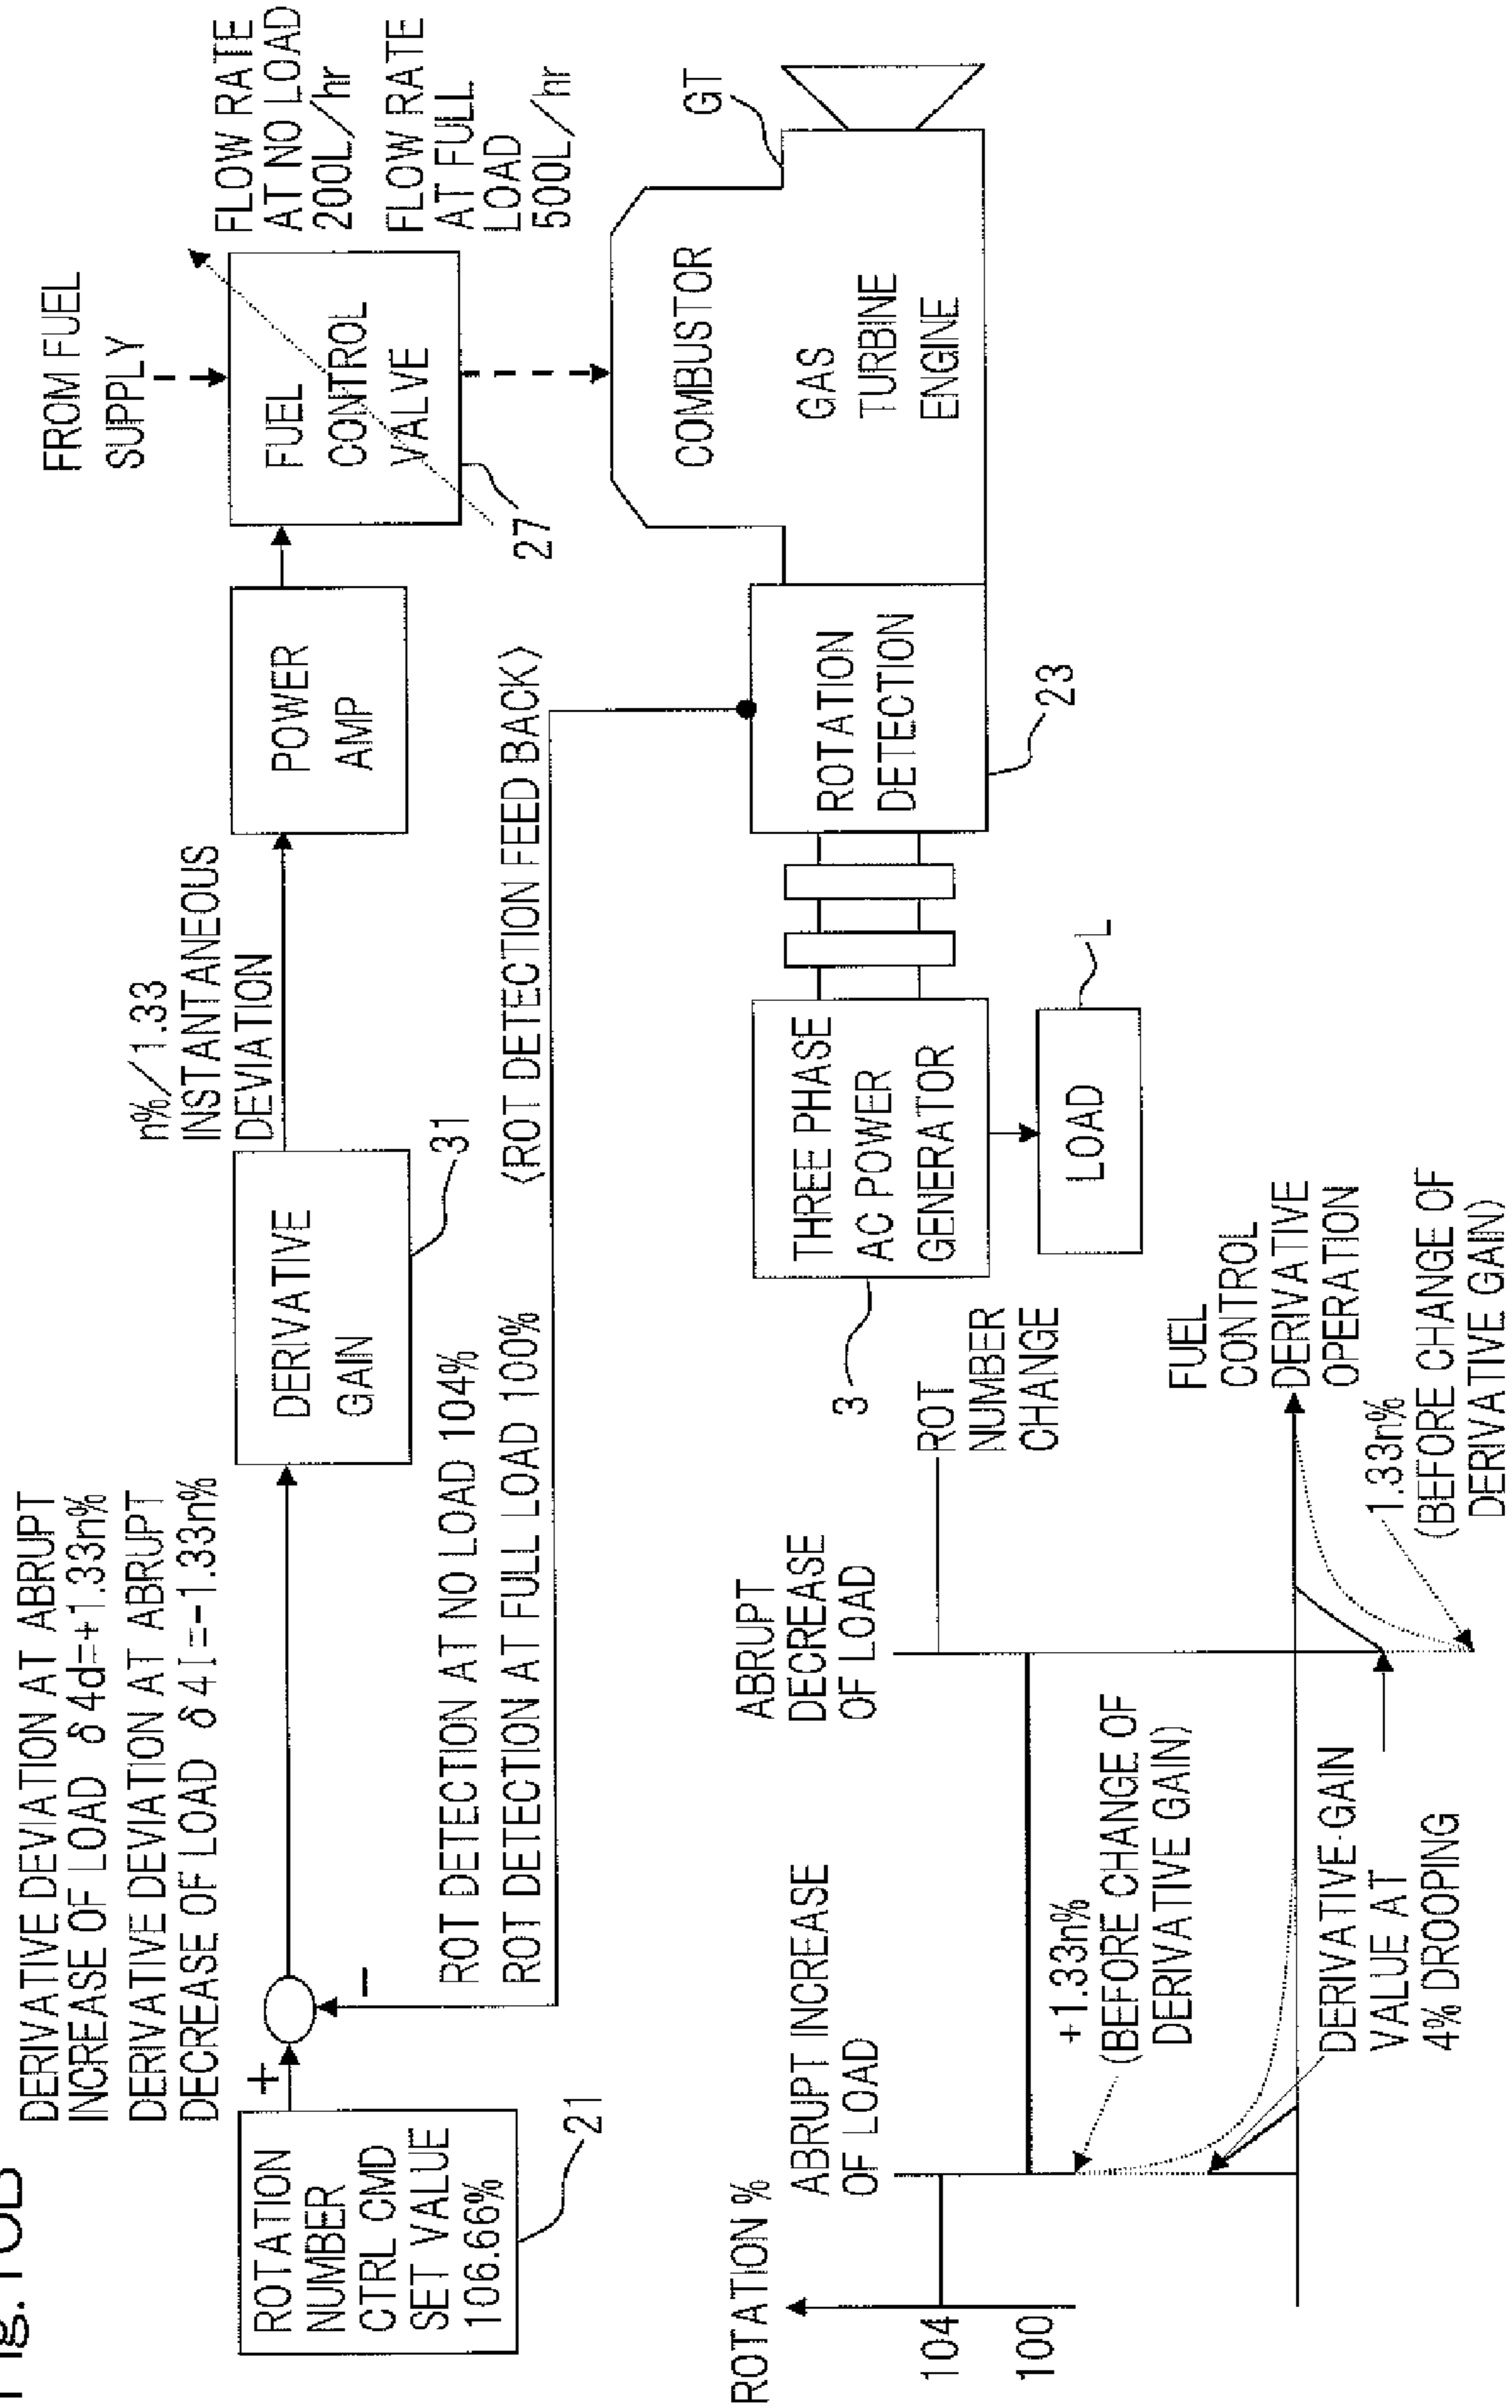 Fig. 10B
DERIVATIVE DEVIATION AT ABRUPT
INCREASE OF LOAD δ4d=+1.33n%
DERIVATIVE DEVIATION AT ABRUPT
DECREASE OF LOAD δ4I=-1.33n%
ROTATION
NUMBER
CTRL CMD
SET VALUE
106.66%
21
+
−
DERIVATIVE
GAIN
31
n%/1.33
INSTANTANEOUS
DEVIATION
POWER
AMP
FROM FUEL
SUPPLY
FUEL
CONTROL
VALVE
27
FLOW RATE
AT NO LOAD
200L/hr
FLOW RATE
AT FULL
LOAD
500L/hr
ROT DETECTION AT NO LOAD 104%
ROT DETECTION AT FULL LOAD 100%
<ROT DETECTION FEED BACK>
COMBUSTOR
GAS
TURBINE
ENGINE
GT
ROTATION
DETECTION
23
THREE PHASE
AC POWER
GENERATOR
3
LOAD
L
ROTATION %
104
100
ABRUPT INCREASE
OF LOAD
ABRUPT
DECREASE
OF LOAD
ROT
NUMBER
CHANGE
+1.33n%
(BEFORE CHANGE OF
DERIVATIVE GAIN)
DERIVATIVE-GAIN
VALUE AT
4% DROOPING
FUEL
CONTROL
DERIVATIVE
OPERATION
1.33n%
(BEFORE CHANGE OF
DERIVATIVE GAIN)